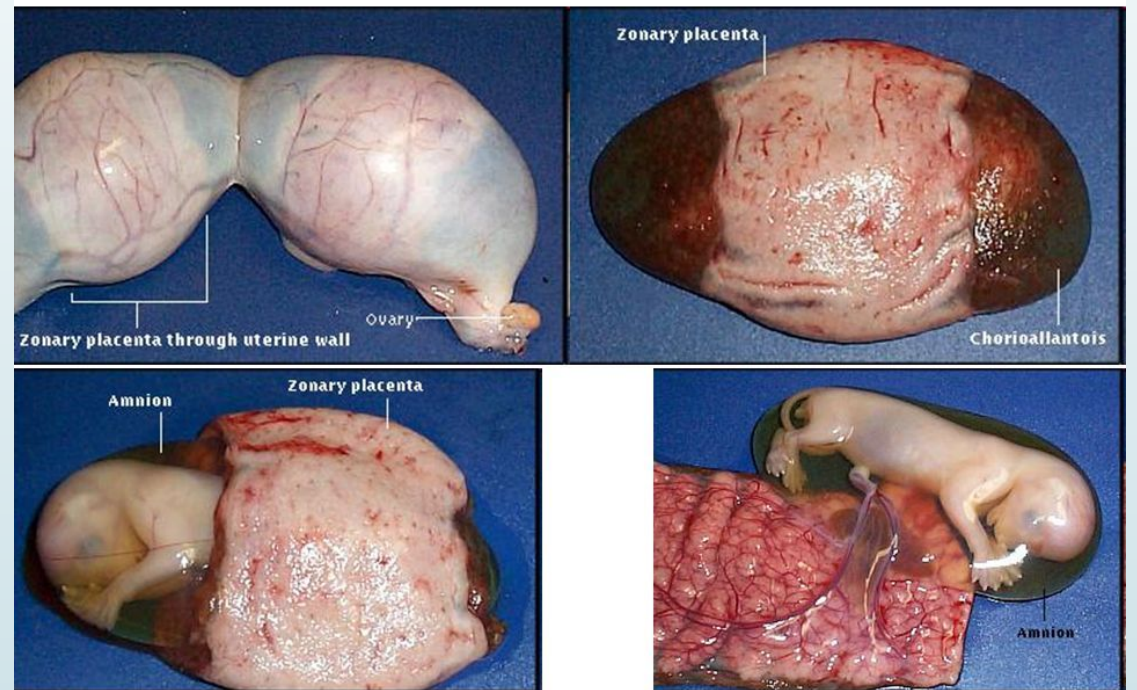 Zonary placenta through uterine wall
Ovary
Zonary placenta
Chorioallantois
Amnion
Zonary placenta
Amnion